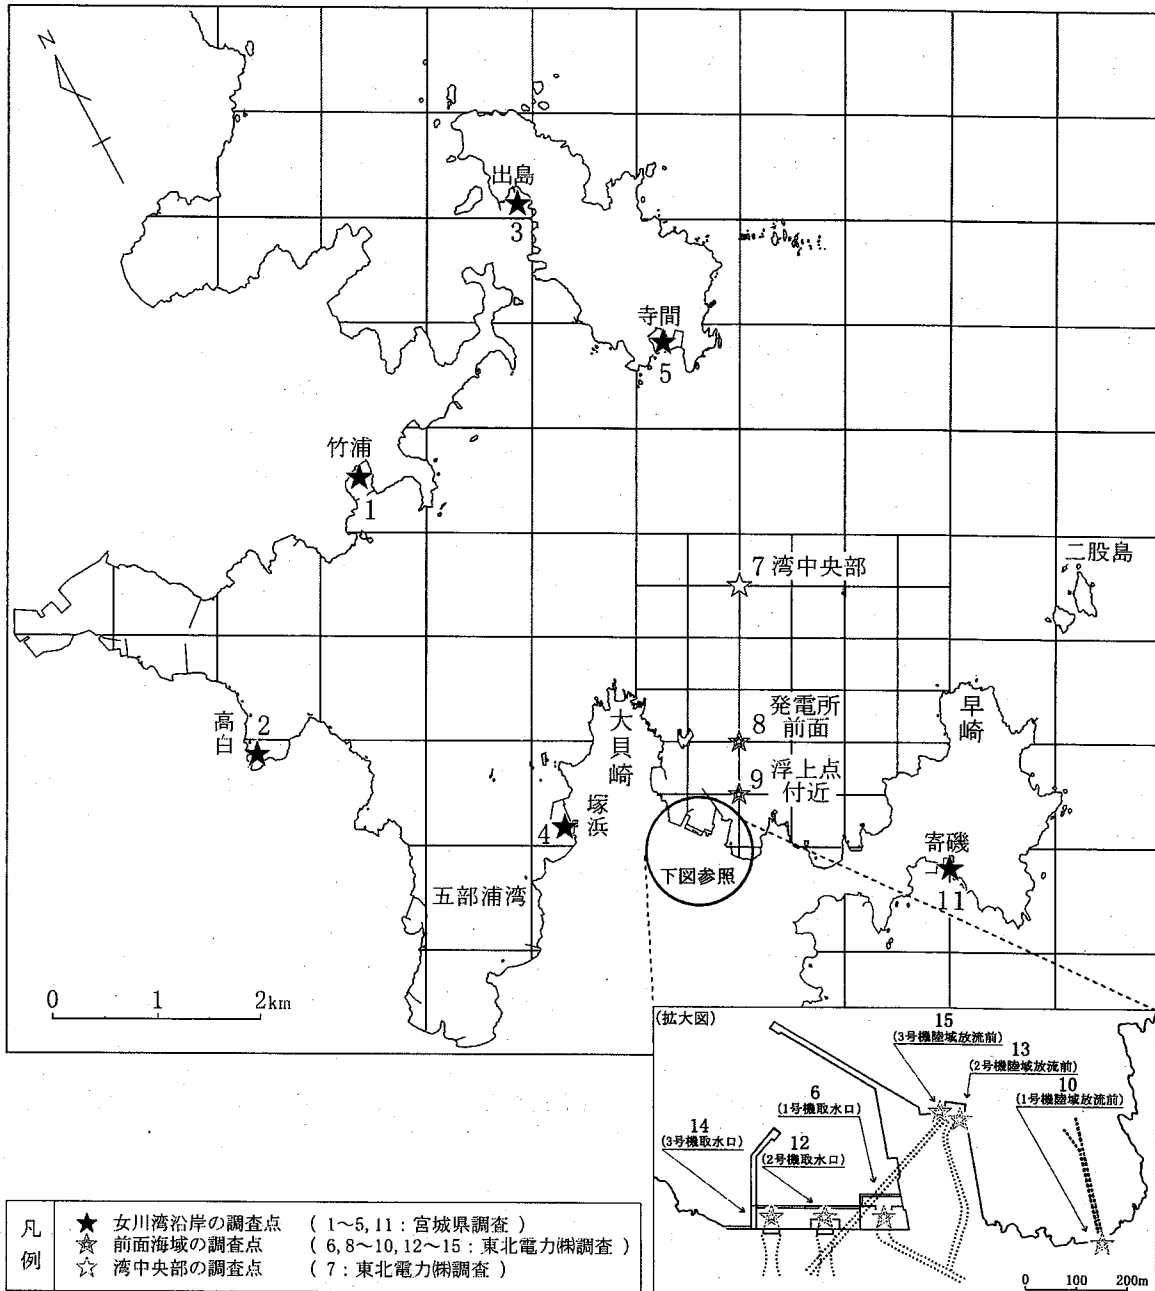 N
出島
3
寺間
5
竹浦
1
7 湾中央部
二股島
大貝崎
8
発電所
前面
早崎
高白
2
9
浮上点
付近
塚浜
4
寄磯
11
下図参照
五部浦湾
0 1 2km
(拡大図)
15
(3号機陸域放流前)
13
(2号機陸域放流前)
10
(1号機陸域放流前)
6
(1号機取水口)
14
(3号機取水口)
12
(2号機取水口)
0 100 200m
凡例
★ 女川湾沿岸の調査点 ( 1~5, 11 : 宮城県調査 )
前面海域の調査点 ( 6, 8~10, 12~15 : 東北電力㈱調査 )
☆ 湾中央部の調査点 ( 7 : 東北電力㈱調査 )